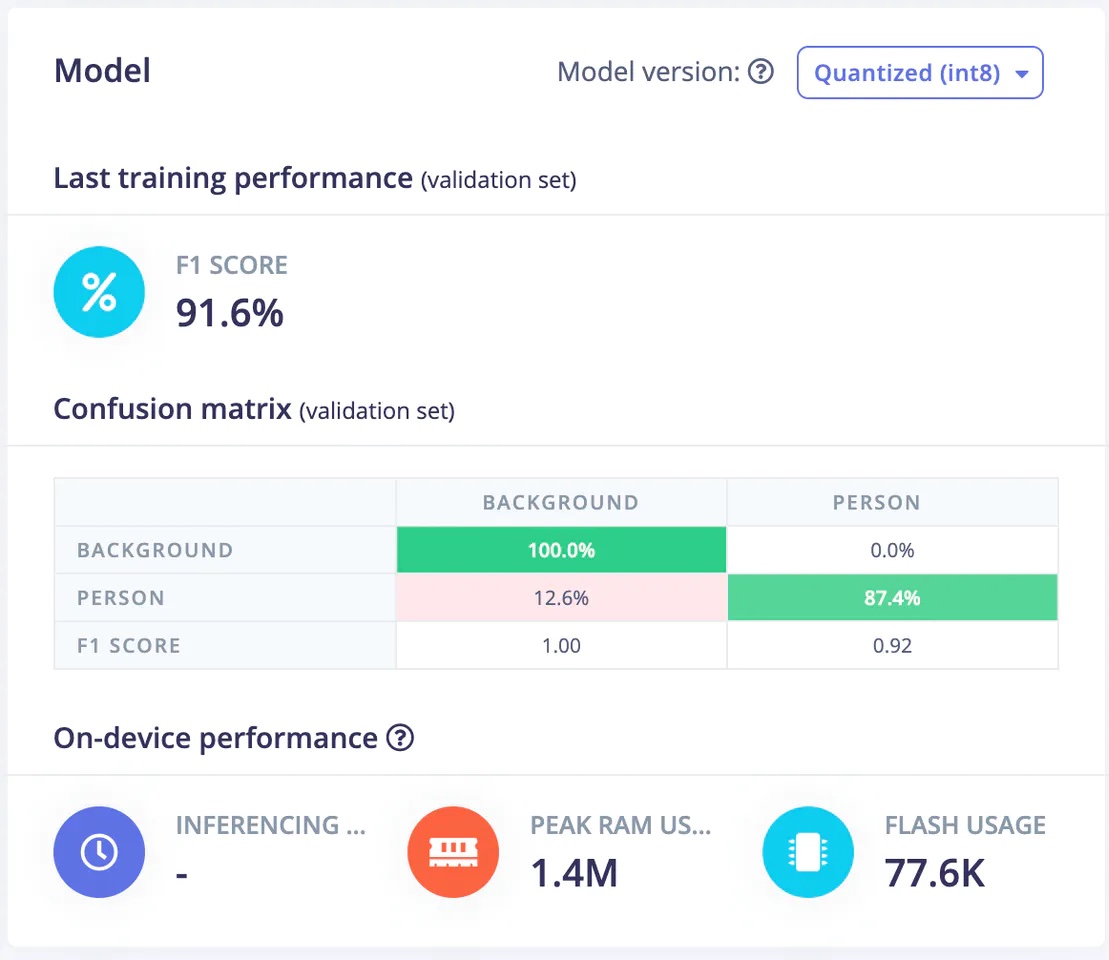 Model
Model version: ? Quantized (int8)
Last training performance (validation set)
%
F1 SCORE
91.6%
Confusion matrix (validation set)
BACKGROUND PERSON
BACKGROUND 100.0% 0.0%
PERSON 12.6% 87.4%
F1 SCORE 1.00 0.92
On-device performance ?
INFERENCING ... PEAK RAM US... FLASH USAGE
- 1.4M 77.6K